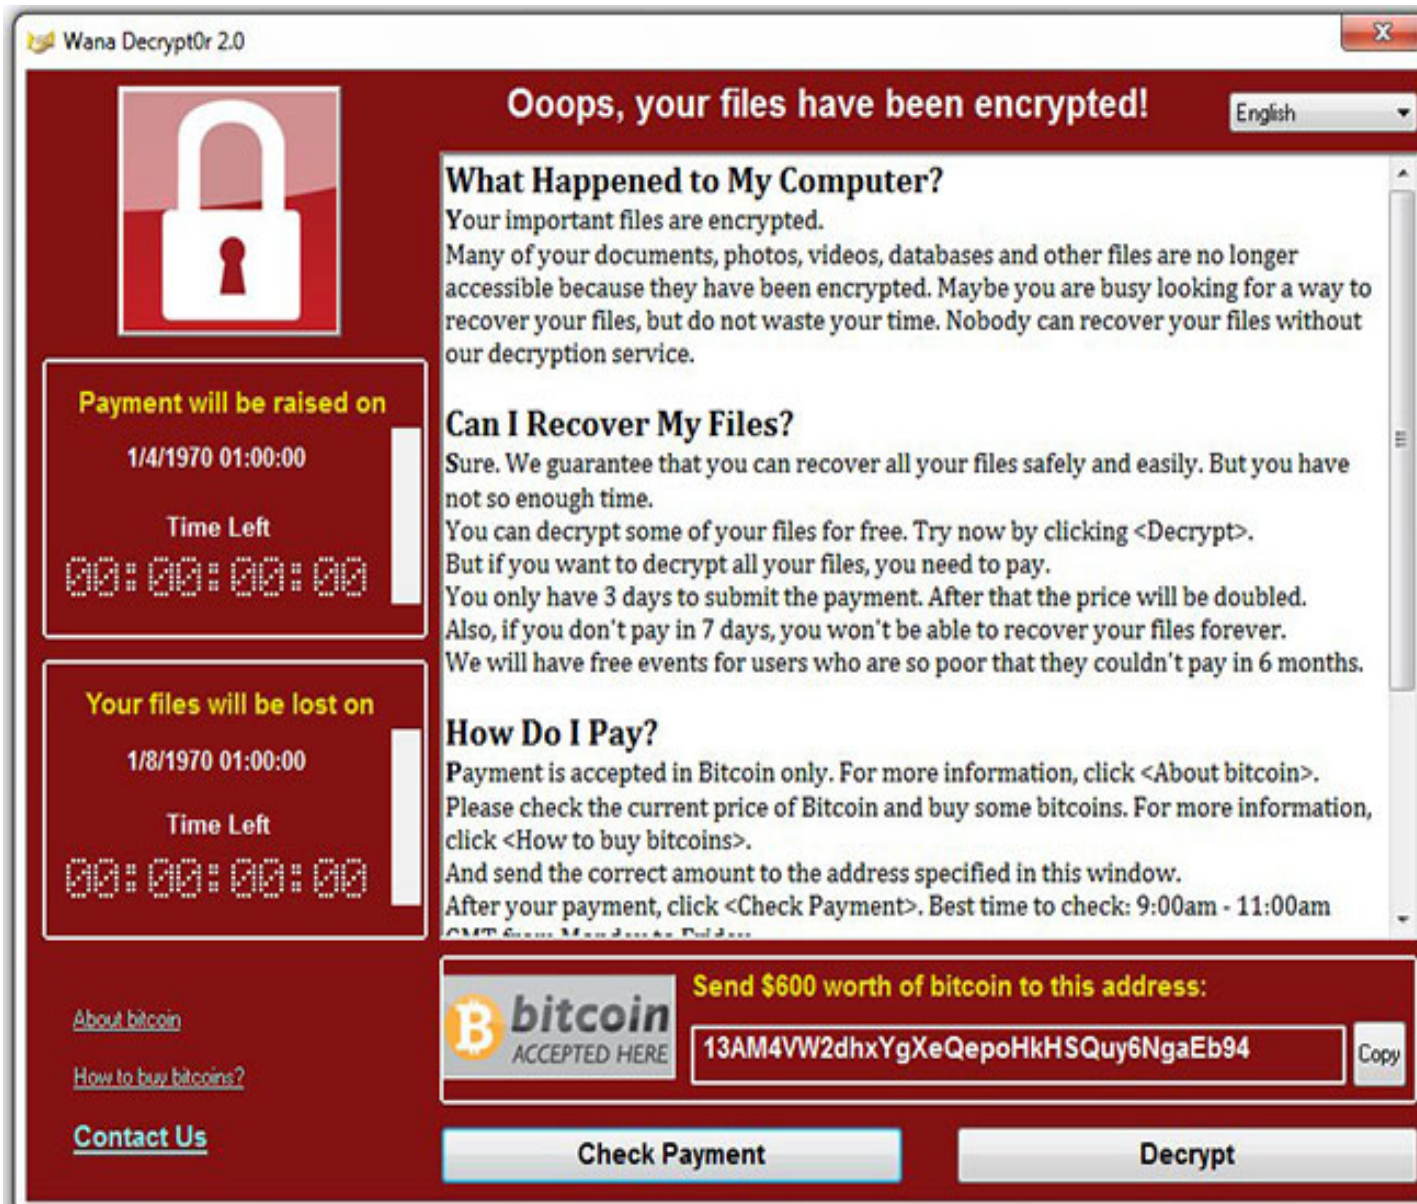 Wana Decrypt0r 2.0
Ooops, your files have been encrypted!
English
What Happened to My Computer?
Your important files are encrypted.
Many of your documents, photos, videos, databases and other files are no longer
accessible because they have been encrypted. Maybe you are busy looking for a way to
recover your files, but do not waste your time. Nobody can recover your files without
our decryption service.
Can I Recover My Files?
Sure. We guarantee that you can recover all your files safely and easily. But you have
not so enough time.
You can decrypt some of your files for free. Try now by clicking <Decrypt>.
But if you want to decrypt all your files, you need to pay.
You only have 3 days to submit the payment. After that the price will be doubled.
Also, if you don't pay in 7 days, you won't be able to recover your files forever.
We will have free events for users who are so poor that they couldn't pay in 6 months.
How Do I Pay?
Payment is accepted in Bitcoin only. For more information, click <About bitcoin>.
Please check the current price of Bitcoin and buy some bitcoins. For more information,
click <How to buy bitcoins>.
And send the correct amount to the address specified in this window.
After your payment, click <Check Payment>. Best time to check: 9:00am - 11:00am
GMT from Monday to Friday
Payment will be raised on
1/4/1970 01:00:00
Time Left
00:00:00:00
Your files will be lost on
1/8/1970 01:00:00
Time Left
00:00:00:00
About bitcoin
How to buy bitcoins?
Contact Us
bitcoin
ACCEPTED HERE
Send $600 worth of bitcoin to this address:
13AM4VW2dhxYgXeQepoHkHSQuy6NgaEb94
Copy
Check Payment
Decrypt